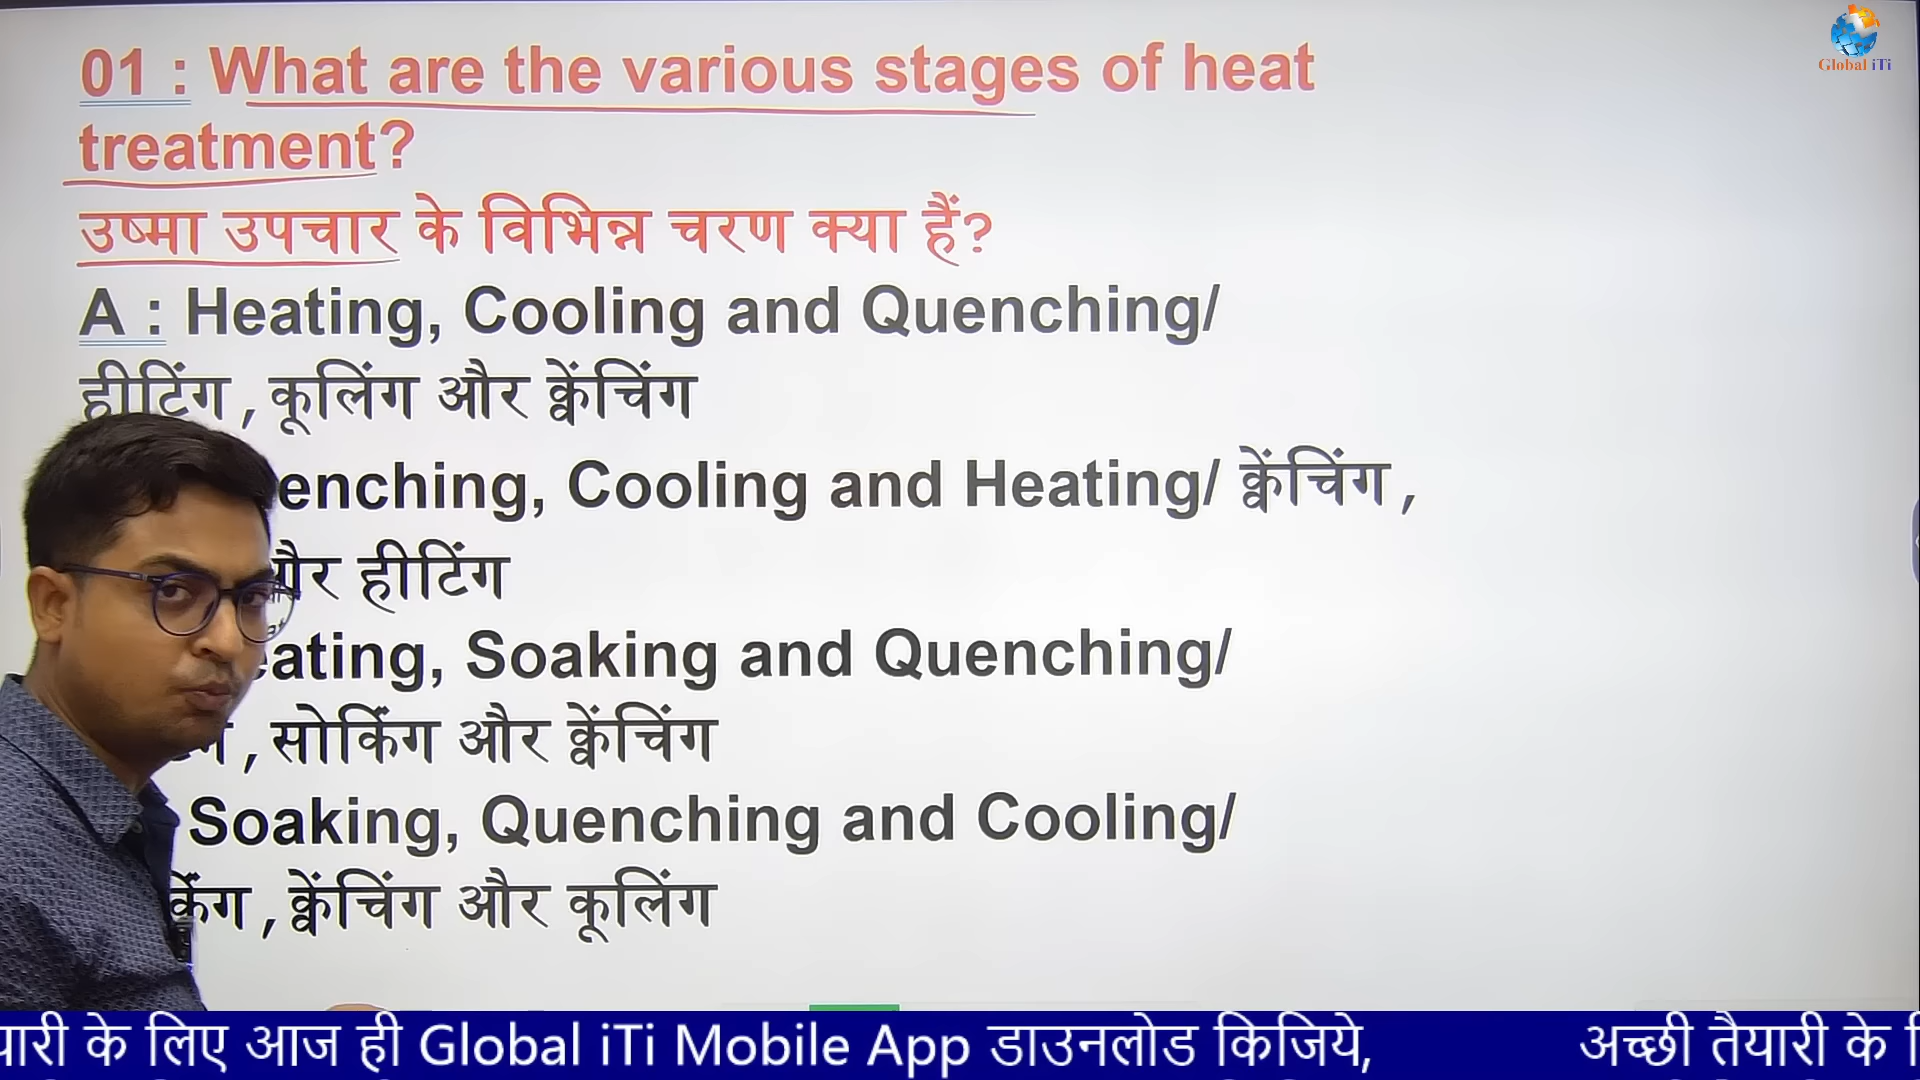 01 : What are the various stages of heat
treatment?
उष्मा उपचार के विभिन्न चरण क्या हैं?
A : Heating, Cooling and Quenching/
हीटिंग , कूलिंग और क्वेंचिंग
enching, Cooling and Heating/ क्वेंचिंग ,
और हीटिंग
eating, Soaking and Quenching/
, सोर्किंग और क्वेंचिंग
Soaking, Quenching and Cooling/
र्केंग , क्वेंचिंग और कूलिंग
Global iTi
यारी के लिए आज ही Global iTi Mobile App डाउनलोड किजिये, अच्छी तैयारी के